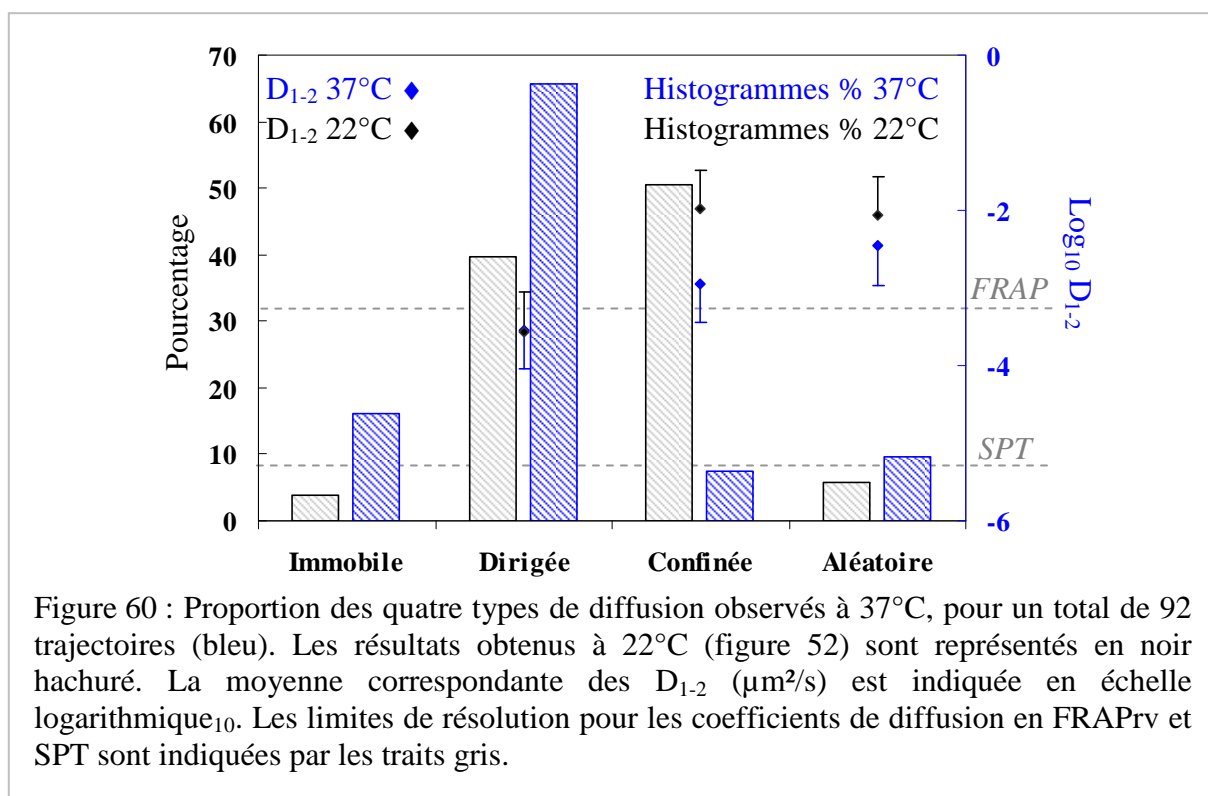 70
60
50
40
30
20
10
0
Pourcentage
D1-2 37°C
D1-2 22°C
Histogrammes % 37°C
Histogrammes % 22°C
FRAP
SPT
0
-2
-4
-6
Log10 D1-2
Immobile Dirigée Confinée Aléatoire
Figure 60 : Proportion des quatre types de diffusion observés à 37°C, pour un total de 92
trajectoires (bleu). Les résultats obtenus à 22°C (figure 52) sont représentés en noir
hachuré. La moyenne correspondante des D1-2 (µm²/s) est indiquée en échelle
logarithmique10. Les limites de résolution pour les coefficients de diffusion en FRAPrv et
SPT sont indiquées par les traits gris.